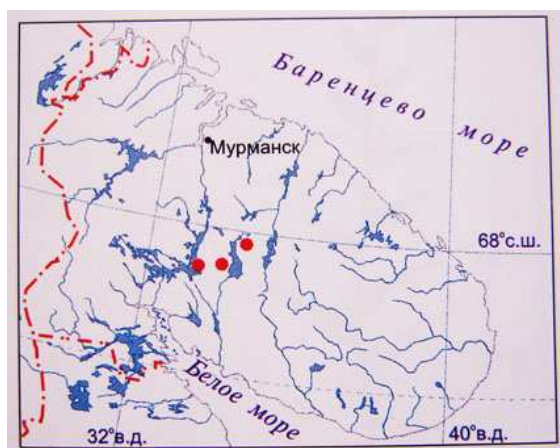 Баренцево море
Мурманск
68°с.ш.
Белое море
32°в.д.
40°в.д.